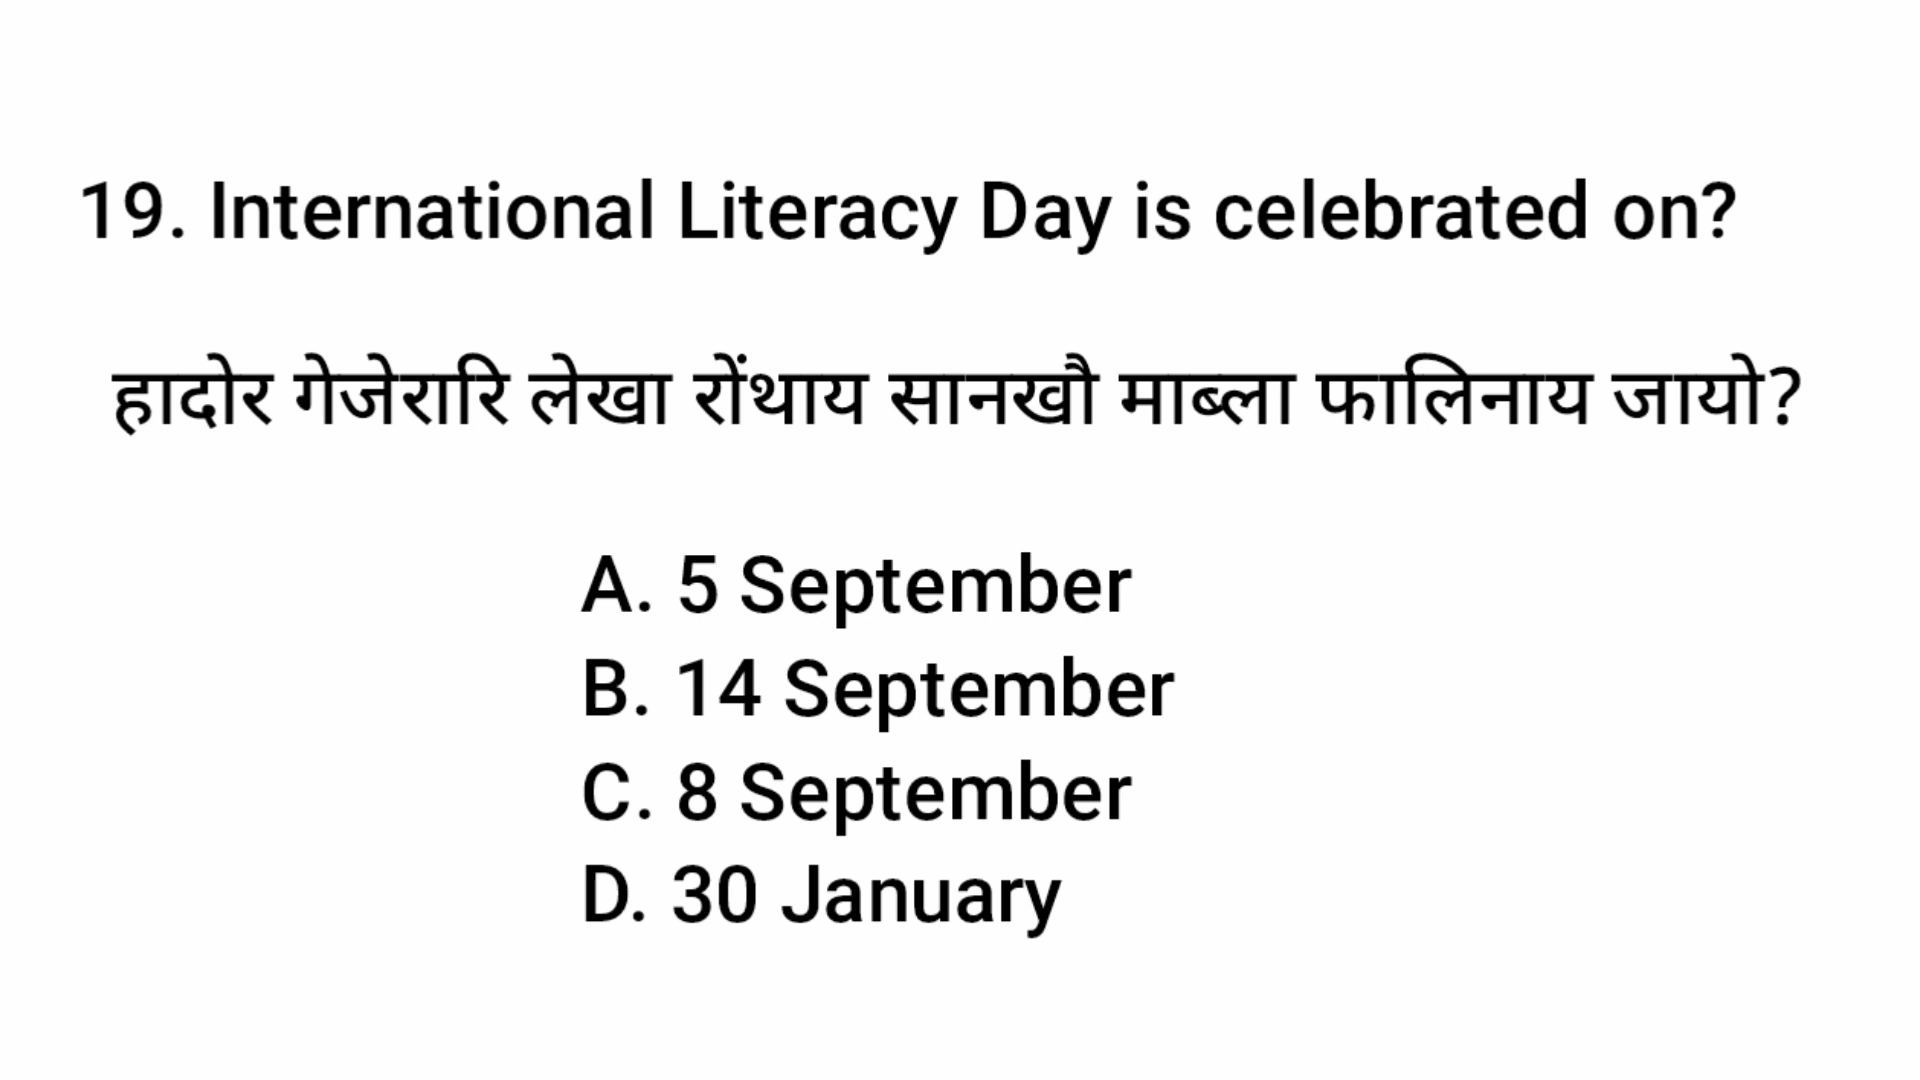 19. International Literacy Day is celebrated on?
हादोर गेजेरारि लेखा रोंथाय सानखौ माब्ला फालिनाय जायो?
A. 5 September
B. 14 September
C. 8 September
D. 30 January